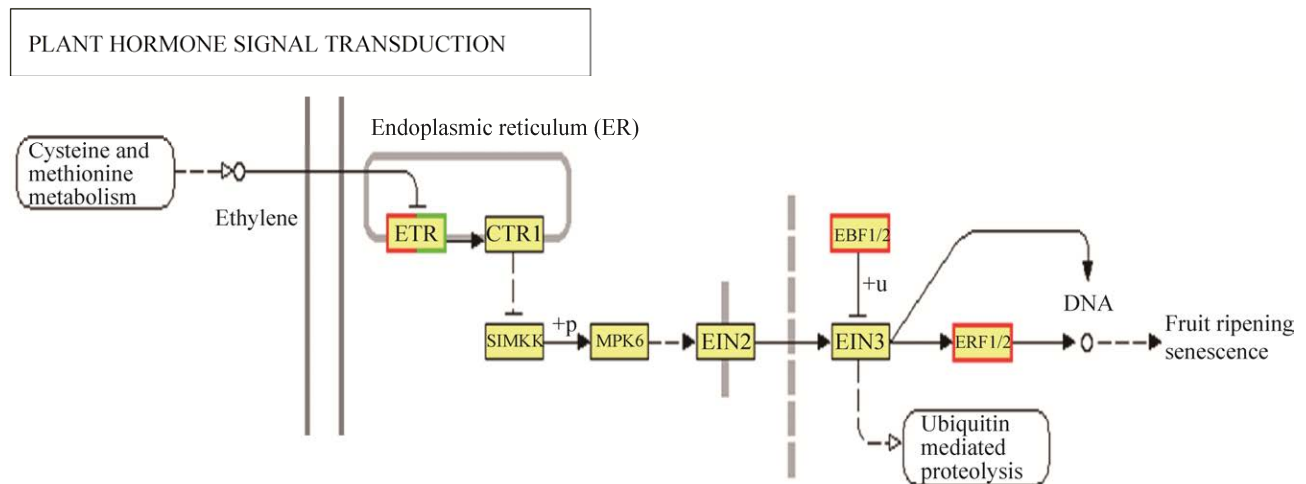 PLANT HORMONE SIGNAL TRANSDUCTION
Endoplasmic reticulum (ER)
Cysteine and
methionine
metabolism
Ethylene
ETR
CTR1
EBF1/2
+u
DNA
SIMKK
+p
MPK6
EIN2
EIN3
ERF1/2
Fruit ripening
senescence
Ubiquitin
mediated
proteolysis